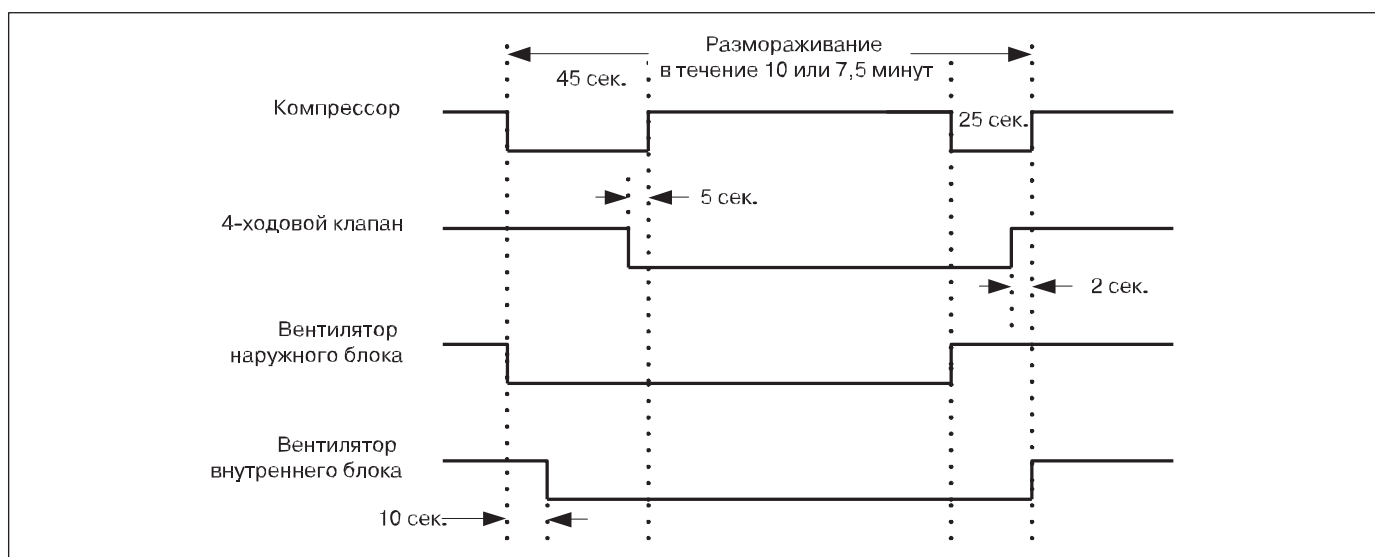 Размораживание
в течение 10 или 7,5 минут
45 сек.
Компрессор
25 сек.
5 сек.
4-ходовой клапан
2 сек.
Вентилятор
наружного блока
Вентилятор
внутреннего блока
10 сек.